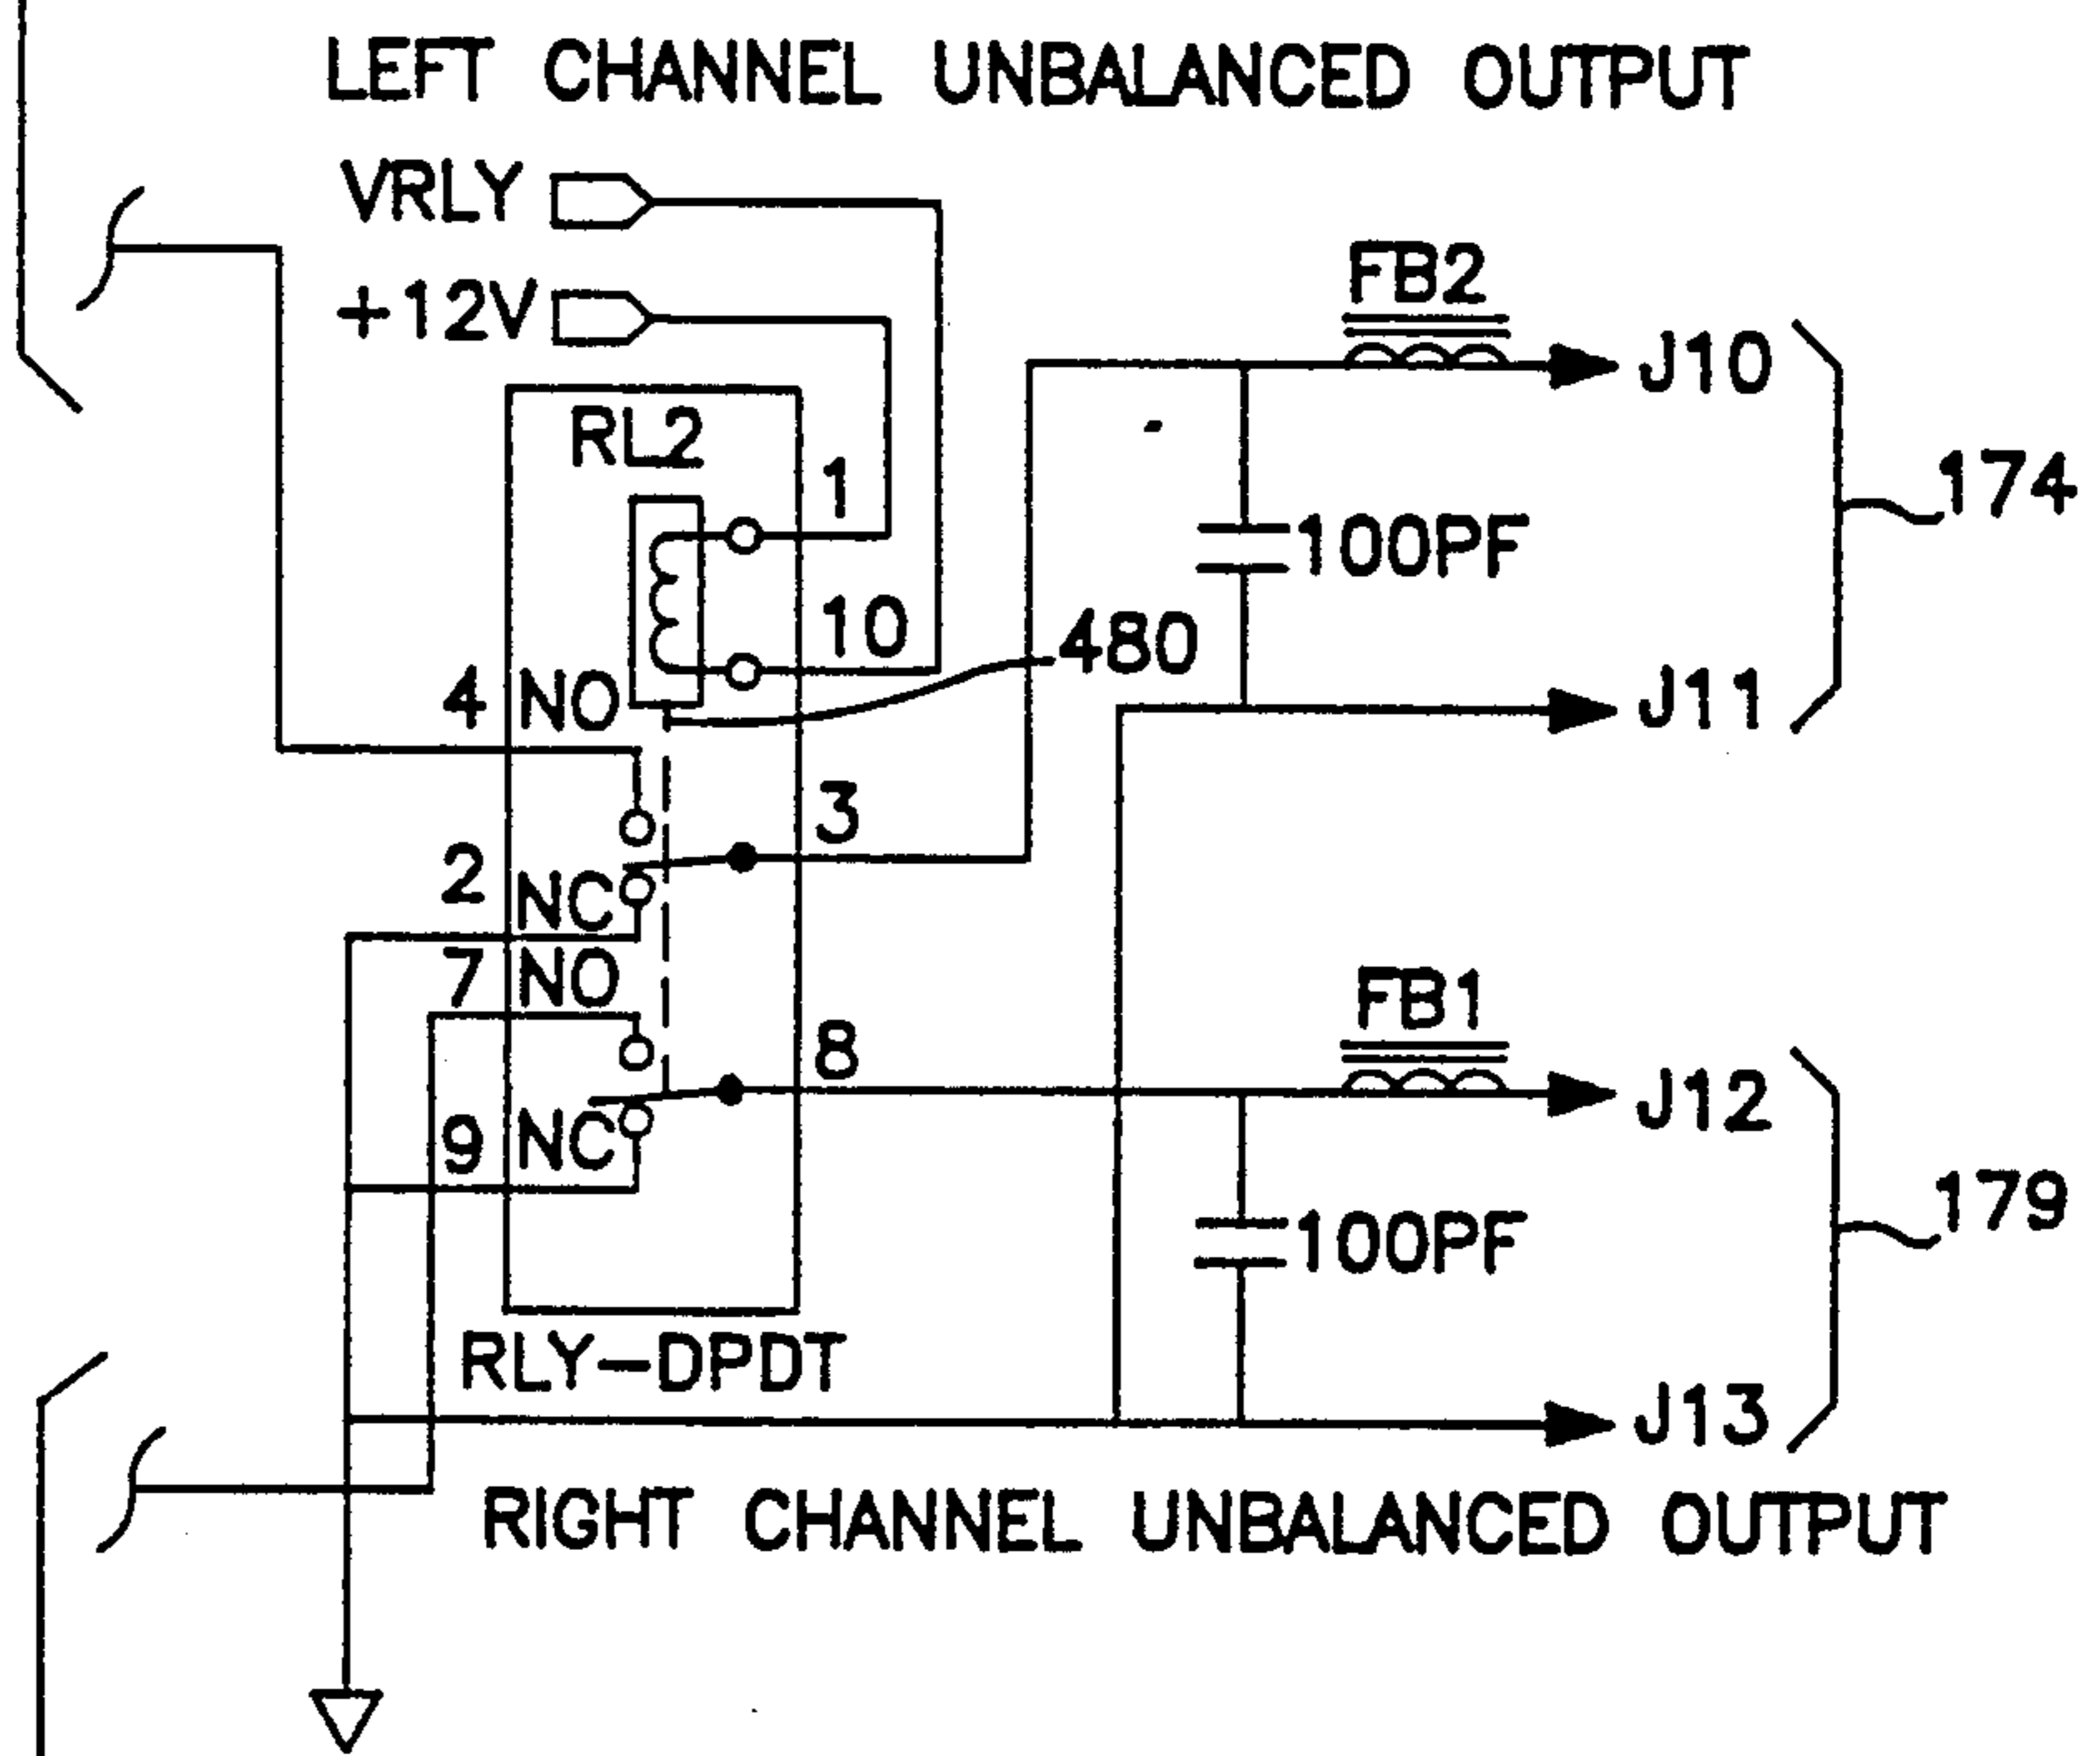 LEFT CHANNEL UNBALANCED OUTPUT
VRLY
+12V
FB2
J10
RL2
1
174
100PF
10
480
4 NO
J11
3
2 NC
7 NO
FB1
8
J12
9 NC
179
100PF
RLY-DPDT
J13
RIGHT CHANNEL UNBALANCED OUTPUT